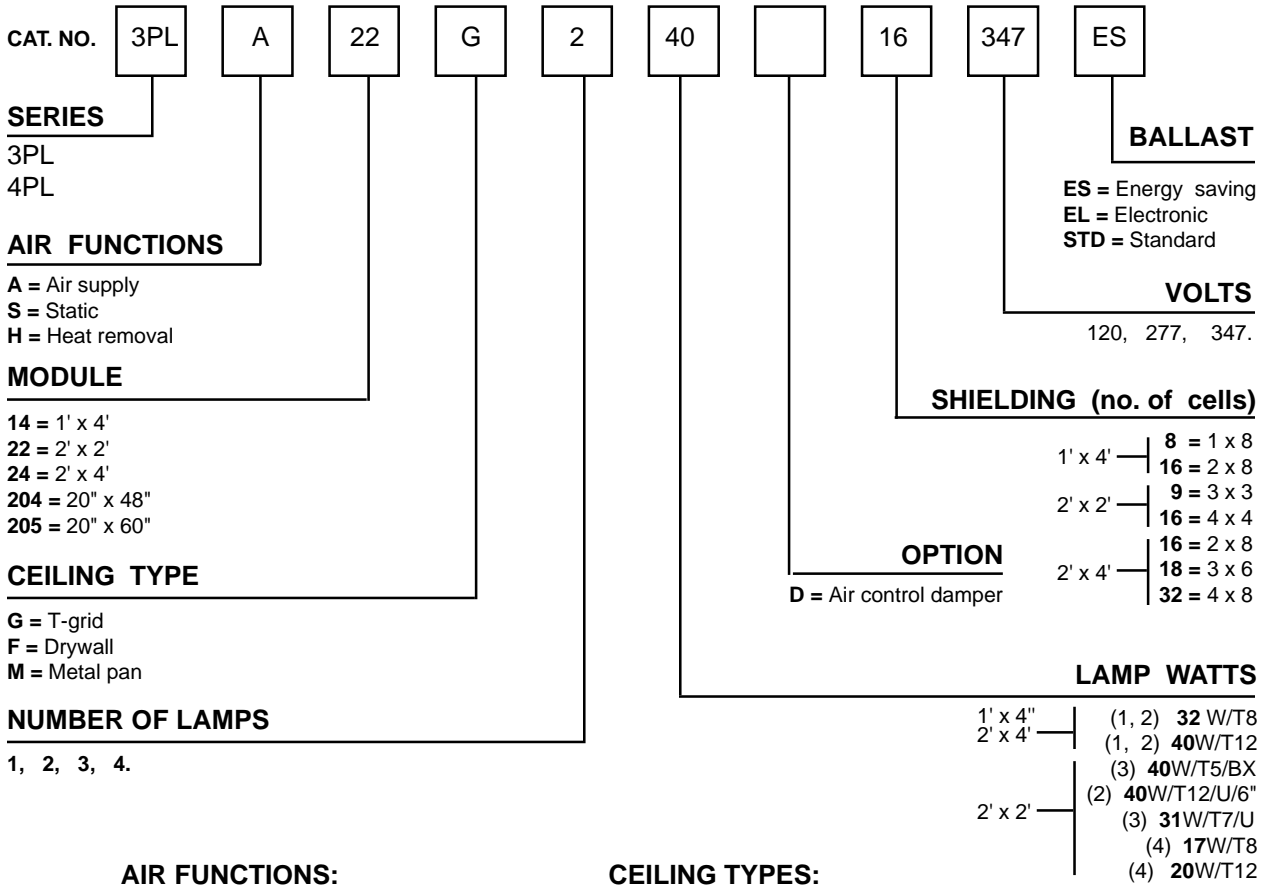 CAT. NO. 3PL A 22 G 2 40 16 347 ES
SERIES
3PL
4PL
AIR FUNCTIONS
A = Air supply
S = Static
H = Heat removal
MODULE
14 = 1' x 4'
22 = 2' x 2'
24 = 2' x 4'
204 = 20" x 48"
205 = 20" x 60"
CEILING TYPE
G = T-grid
F = Drywall
M = Metal pan
NUMBER OF LAMPS
1, 2, 3, 4.
BALLAST
ES = Energy saving
EL = Electronic
STD = Standard
VOLTS
120, 277, 347.
SHIELDING (no. of cells)
1' x 4'
8 = 1 x 8
16 = 2 x 8
2' x 2'
9 = 3 x 3
16 = 4 x 4
2' x 4'
16 = 2 x 8
18 = 3 x 6
32 = 4 x 8
OPTION
D = Air control damper
LAMP WATTS
1' x 4"
2' x 4'
(1, 2) 32 W/T8
(1, 2) 40W/T12
2' x 2'
(3) 40W/T5/BX
(2) 40W/T12/U/6"
(3) 31W/T7/U
(4) 17W/T8
(4) 20W/T12
AIR FUNCTIONS: CEILING TYPES: